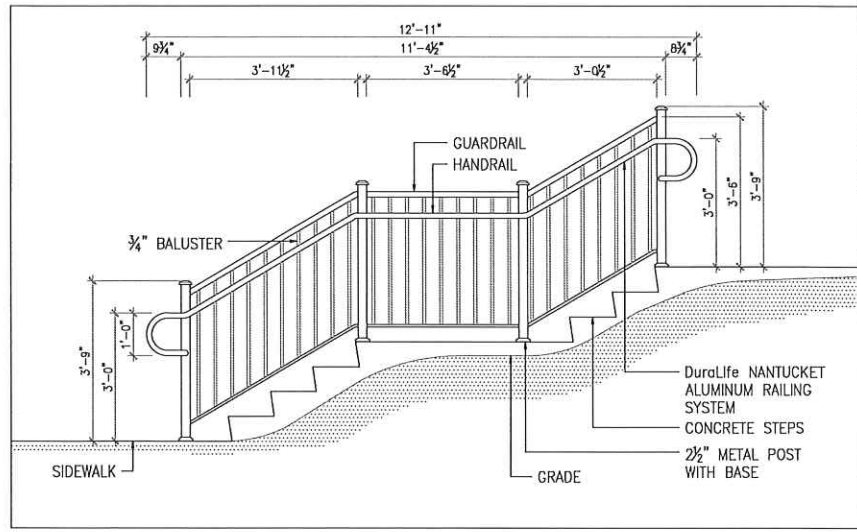 12'-11"
9¾"
11'-4½"
8¾"
3'-11½"
3'-6½"
3'-0½"
GUARDRAIL
HANDRAIL
¾" BALUSTER
3'-0"
3'-6"
3'-9"
3'-9"
3'-0"
1'-0"
DuraLife NANTUCKET
ALUMINUM RAILING
SYSTEM
CONCRETE STEPS
2½" METAL POST
WITH BASE
SIDEWALK
GRADE